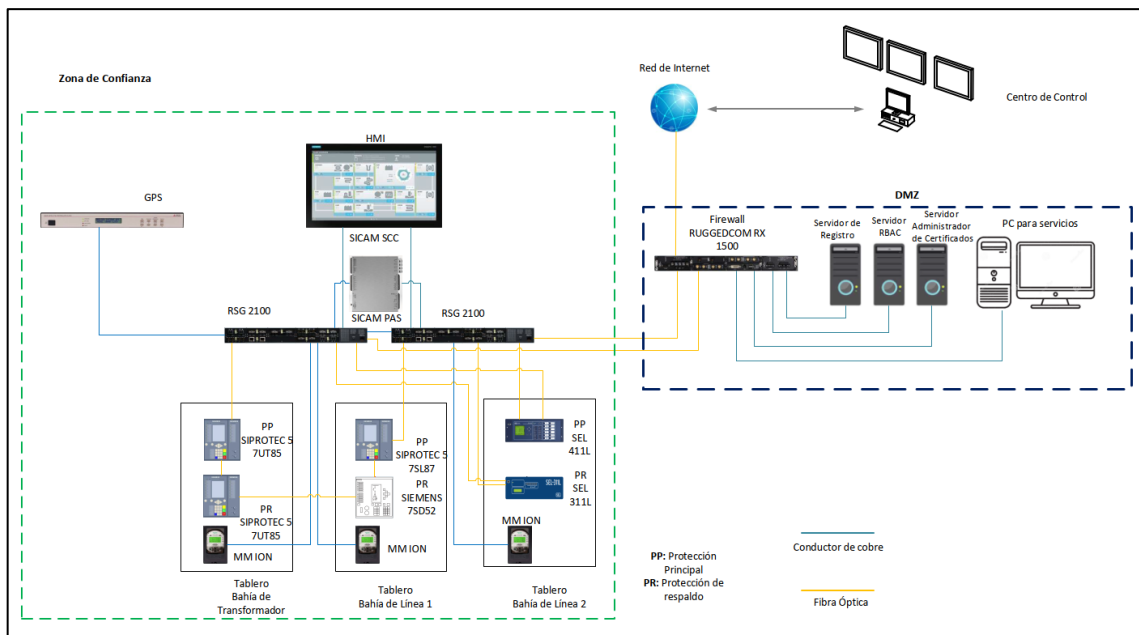 Zona de Confianza
Red de Internet
Centro de Control
HMI
GPS
SICAM SCC
SICAM PAS
RSG 2100
RSG 2100
DMZ
Firewall
RUGGEDCOM RX
1500
Servidor de
Registro
Servidor
RBAC
Servidor
Administrador
de Certificados
PC para servicios
PP
SIPROTEC 5
7UT85
PR
SIPROTEC 5
7UT85
MM ION
Tablero
Bahía de
Transformador
PP
SIPROTEC 5
7SL87
PR
SIEMENS
7SD52
MM ION
Tablero
Bahía de Línea 1
PP
SEL
411L
PR
SEL
311L
MM ION
Tablero
Bahía de Línea 2
PP: Protección
Principal
PR: Protección de
respaldo
Conductor de cobre
Fibra Óptica